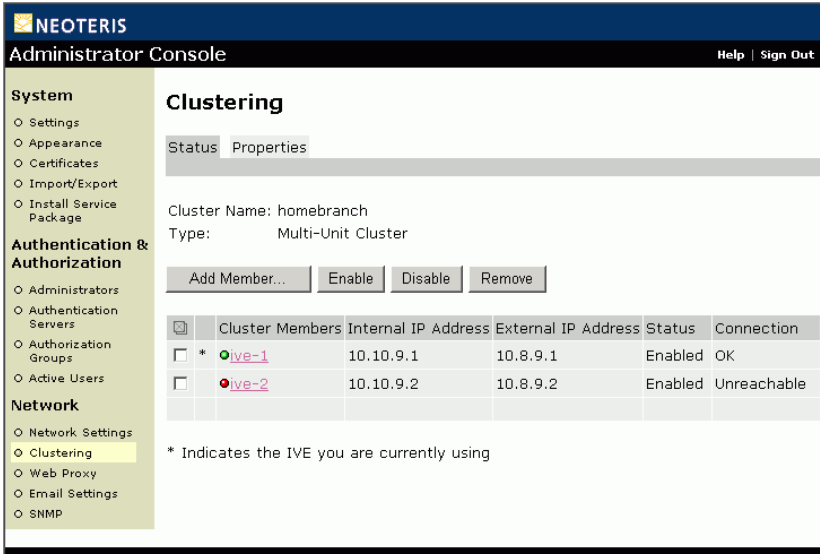 NEOTERIS
Administrator Console
Help | Sign Out
System
Settings
Appearance
Certificates
Import/Export
Install Service
Package
Authentication &
Authorization
Administrators
Authentication
Servers
Authorization
Groups
Active Users
Network
Network Settings
Clustering
Web Proxy
Email Settings
SNMP
Clustering
Status Properties
Cluster Name: homebranch
Type: Multi-Unit Cluster
Add Member... Enable Disable Remove
Cluster Members Internal IP Address External IP Address Status Connection
* ive-1 10.10.9.1 10.8.9.1 Enabled OK
ive-2 10.10.9.2 10.8.9.2 Enabled Unreachable
* Indicates the IVE you are currently using